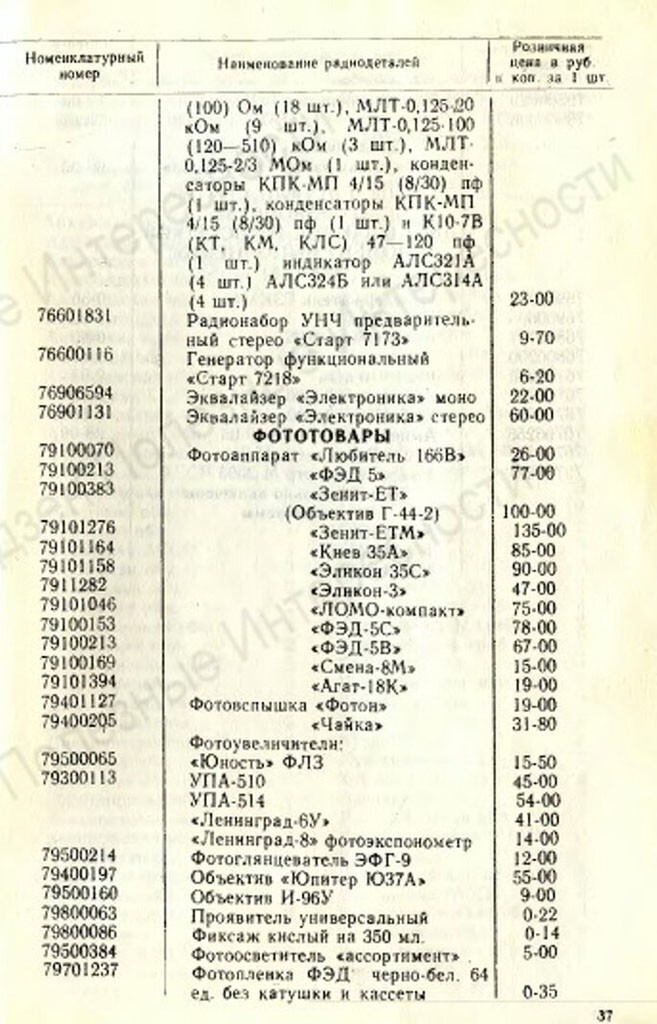 Номенклатурный номер | Наименование радиодеталей | Розничная цена в руб. и коп. за 1 шт.
(100) Ом (18 шт.), МЛТ-0,125-20
кОм (9 шт.), МЛТ-0,125-100
(120—510) кОм (3 шт.), МЛТ-
0,125-2/3 МОм (1 шт.), конден-
саторы КПК-МП 4/15 (8/30) пф
(1 шт.), конденсаторы КПК-МП
4/15 (8/30) пф (1 шт.) и К10-7В
(КТ, КМ, КЛС) 47—120 пф
(1 шт.) индикатор АЛС321А
(4 шт.) АЛС324Б или АЛС314А
(4 шт.) 23-00
76601831 Радионабор УНЧ предваритель-
ный стерео «Старт 7173» 9-70
76600116 Генератор функциональный
«Старт 7218» 6-20
76906594 Эквалайзер «Электроника» моно 22-00
76901131 Эквалайзер «Электроника» стерео 60-00
ФОТОТОВАРЫ
79100070 Фотоаппарат «Любитель 166В» 26-00
79100213 «ФЭД 5» 77-00
79100383 «Зенит-ЕТ»
(Объектив Г-44-2) 100-00
79101276 «Зенит-ЕТМ» 135-00
79101164 «Киев 35А» 85-00
79101158 «Эликон 35С» 90-00
7911282 «Эликон-3» 47-00
79101046 «ЛОМО-компакт» 75-00
79100153 «ФЭД-5С» 78-00
79100213 «ФЭД-5В» 67-00
79100169 «Смена-8М» 15-00
79101394 «Агат-18К» 19-00
79401127 Фотовспышка «Фотон» 19-00
79400205 «Чайка» 31-80
Фотоувеличители:
79500065 «Юность» ФЛЗ 15-50
79300113 УПА-510 45-00
УПА-514 54-00
«Ленинград-6У» 41-00
«Ленинград-8» фотоэкспонометр 14-00
79500214 Фотоглянцеватель ЭФГ-9 12-00
79400197 Объектив «Юпитер Ю37А» 55-00
79500160 Объектив И-96У 9-00
79800063 Проявитель универсальный 0-22
79800086 Фиксаж кислый на 350 мл. 0-14
79500384 Фотоосветитель «ассортимент» 5-00
79701237 Фотопленка ФЭД черно-бел. 64
ед. без катушки и кассеты 0-35
37
Полезные Интересности